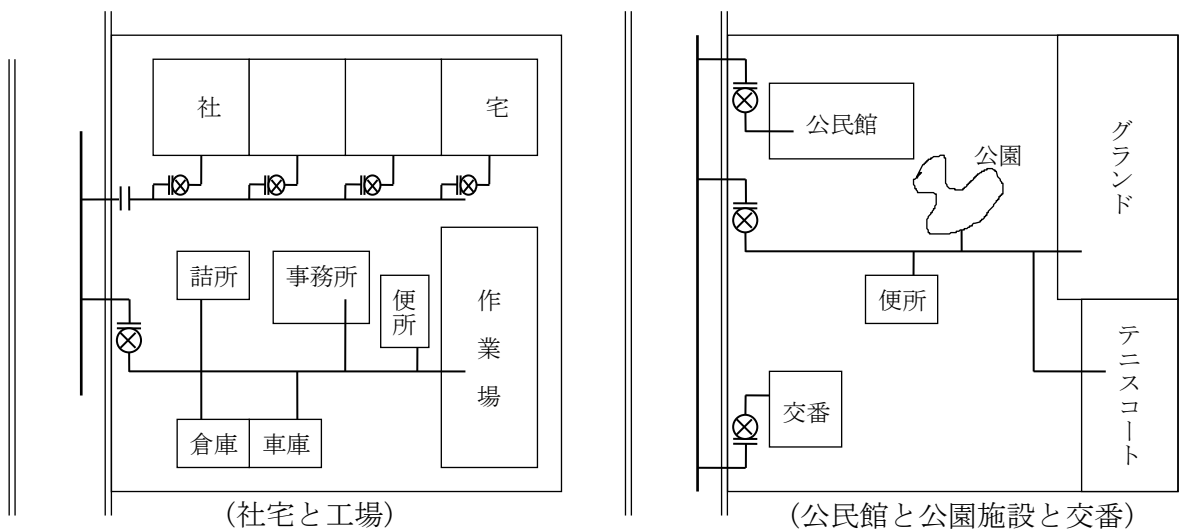 社 宅
詰所
事務所
便所
作業場
倉庫
車庫
(社宅と工場)
公民館
公園
グランド
便所
テニスコート
交番
(公民館と公園施設と交番)